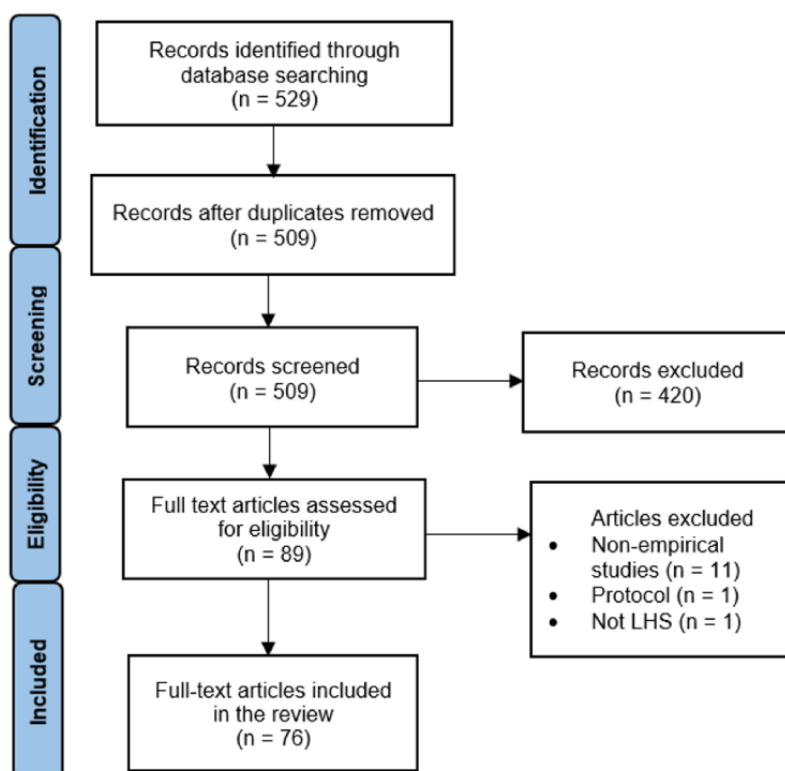 Identification
Records identified through
database searching
(n = 529)
Records after duplicates removed
(n = 509)
Screening
Records screened
(n = 509)
Records excluded
(n = 420)
Eligibility
Full text articles assessed
for eligibility
(n = 89)
Articles excluded
• Non-empirical
studies (n = 11)
• Protocol (n = 1)
• Not LHS (n = 1)
Included
Full-text articles included
in the review
(n = 76)